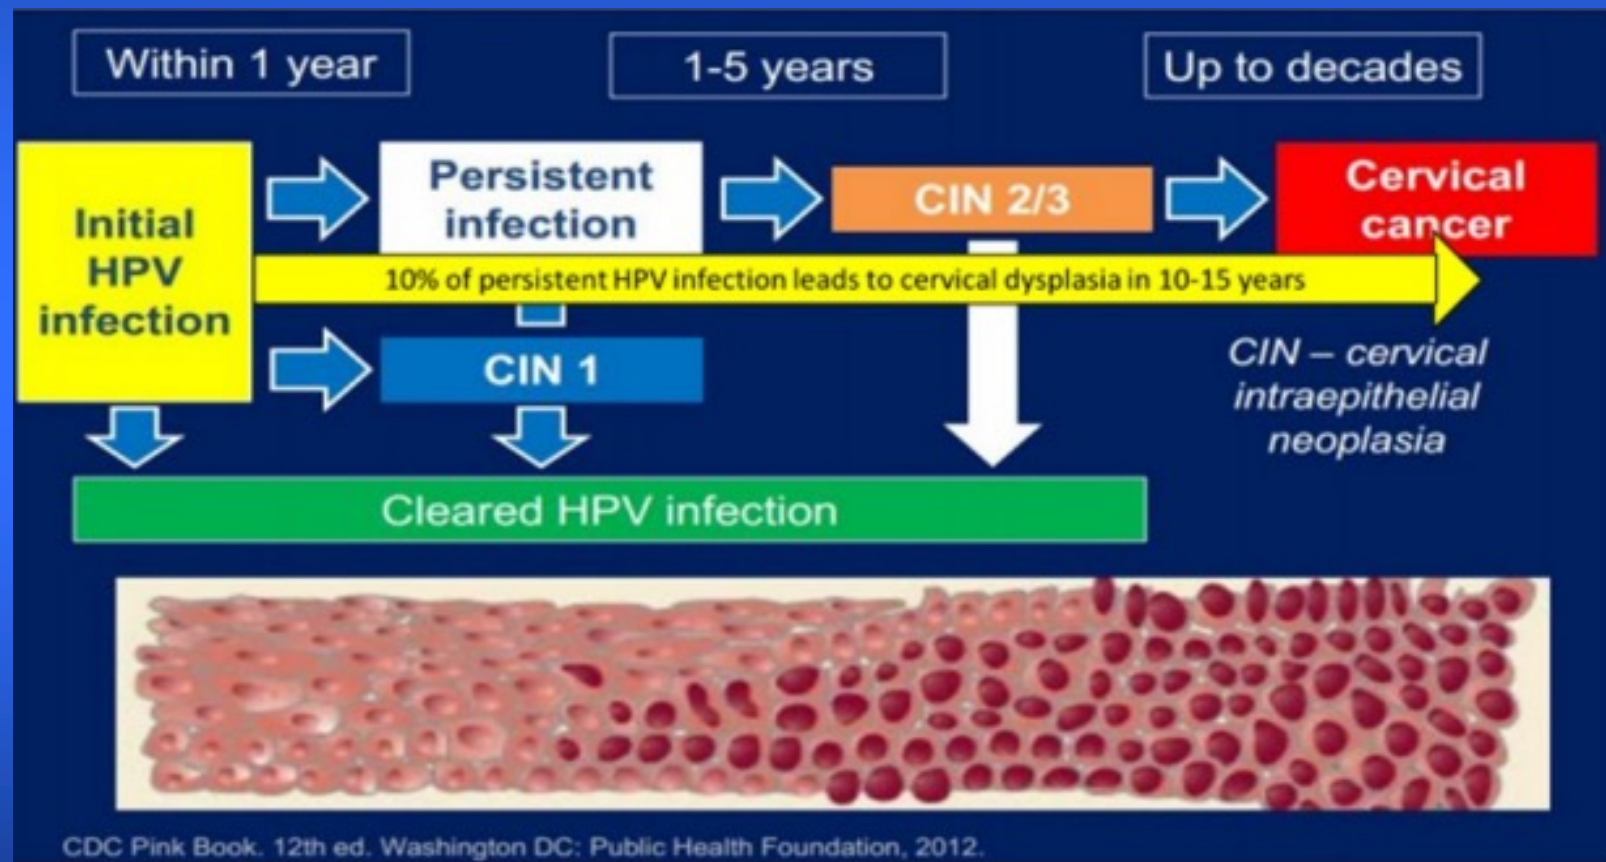 Within 1 year
1-5 years
Up to decades
Initial
HPV
infection
Persistent
infection
CIN 2/3
Cervical
cancer
10% of persistent HPV infection leads to cervical dysplasia in 10-15 years
CIN 1
CIN – cervical
intraepithelial
neoplasia
Cleared HPV infection
CDC Pink Book. 12th ed. Washington DC: Public Health Foundation, 2012.